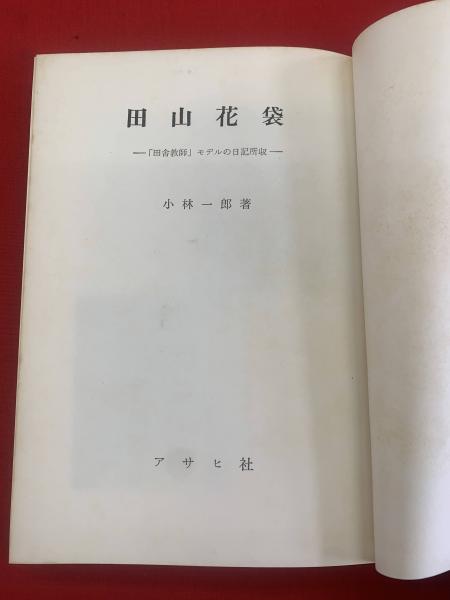 田山花袋
―「田舎教師」モデルの日記所収―
小林一郎著
アサヒ社